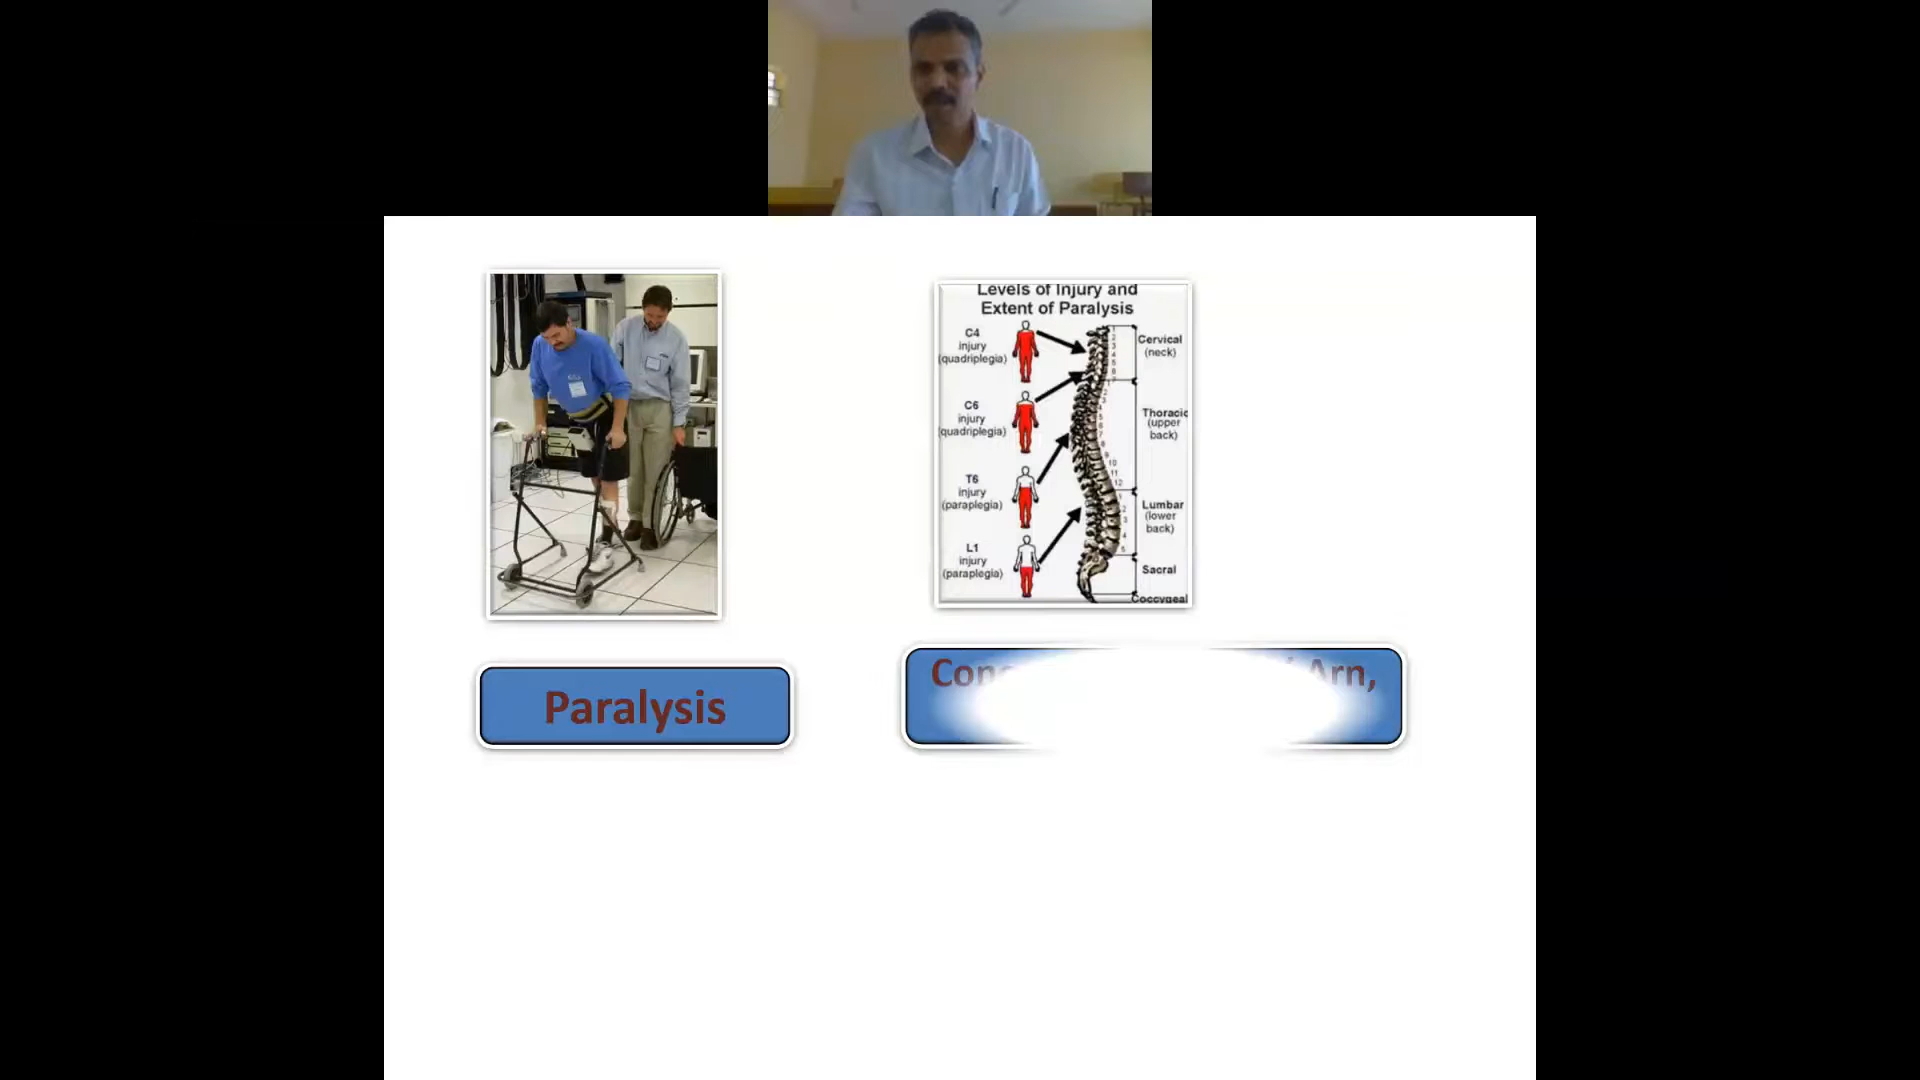 Levels of Injury and
Extent of Paralysis
C4
injury
(quadriplegia)
Cervical
(neck)
C6
injury
(quadriplegia)
Thoracic
(upper
back)
T6
injury
(paraplegia)
Lumbar
(lower
back)
L1
injury
(paraplegia)
Sacral
Coccygeal
Paralysis
Arn,